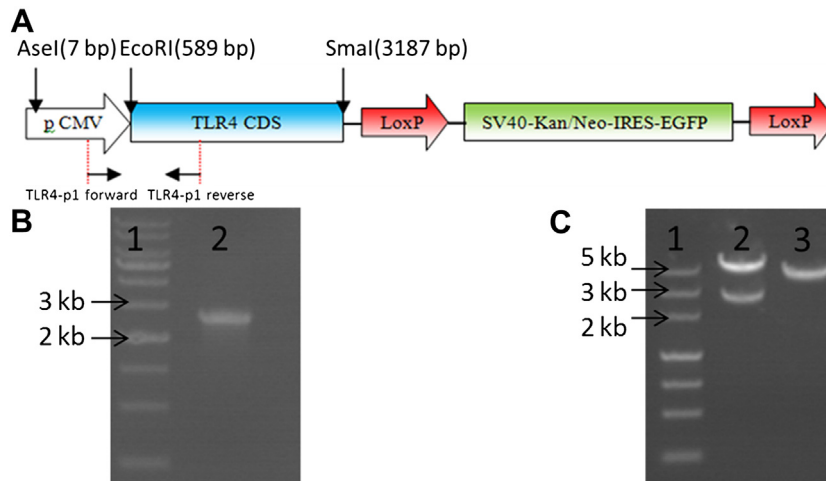 A
AseI(7 bp) EcoRI(589 bp) SmaI(3187 bp)
p CMV TLR4 CDS LoxP SV40-Kan/Neo-IRES-EGFP LoxP
TLR4-p1 forward TLR4-p1 reverse
B
1 2
3 kb
2 kb
C
1 2 3
5 kb
3 kb
2 kb